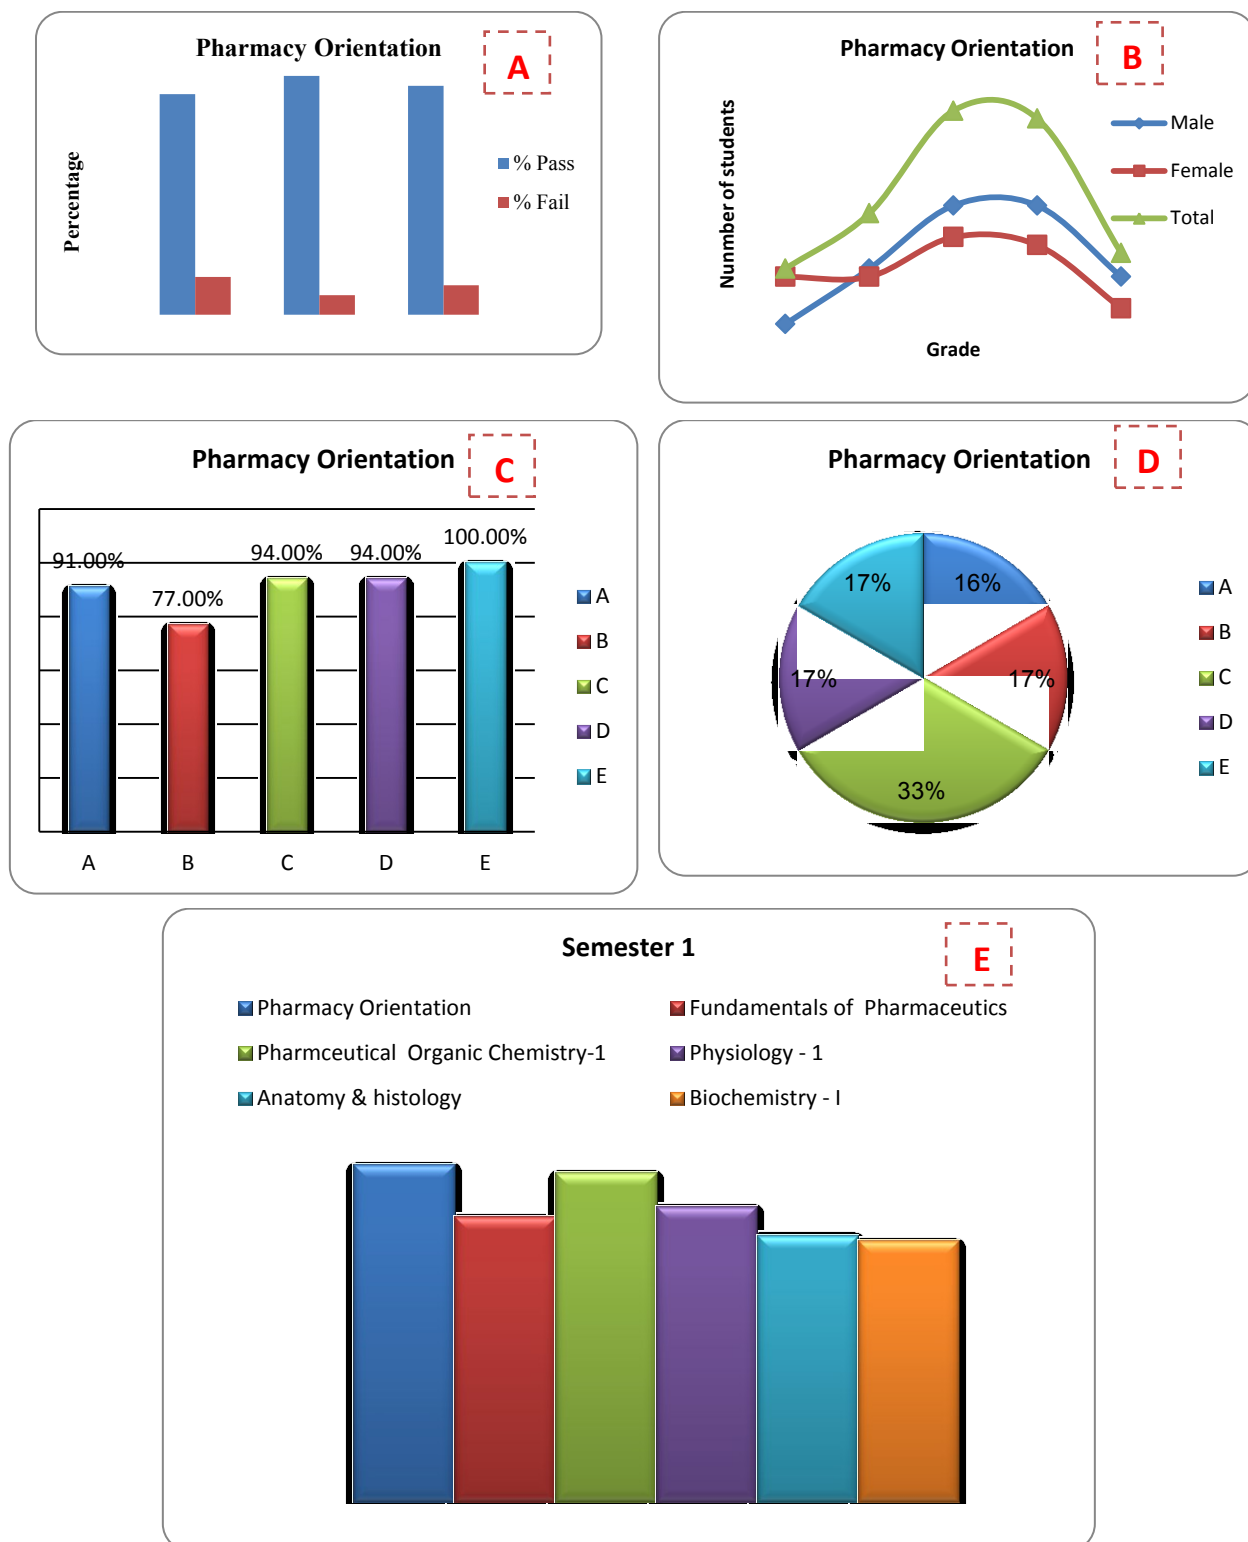 Pharmacy Orientation
A
Percentage
% Pass
% Fail
Pharmacy Orientation
B
Nunmber of students
Male
Female
Total
Grade
Pharmacy Orientation
C
91.00%
77.00%
94.00%
94.00%
100.00%
A
B
C
D
E
A
B
C
D
E
Pharmacy Orientation
D
17%
16%
17%
17%
33%
A
B
C
D
E
Semester 1
E
Pharmacy Orientation
Fundamentals of  Pharmaceutics
Pharmceutical  Organic Chemistry-1
Physiology - 1
Anatomy & histology
Biochemistry - I